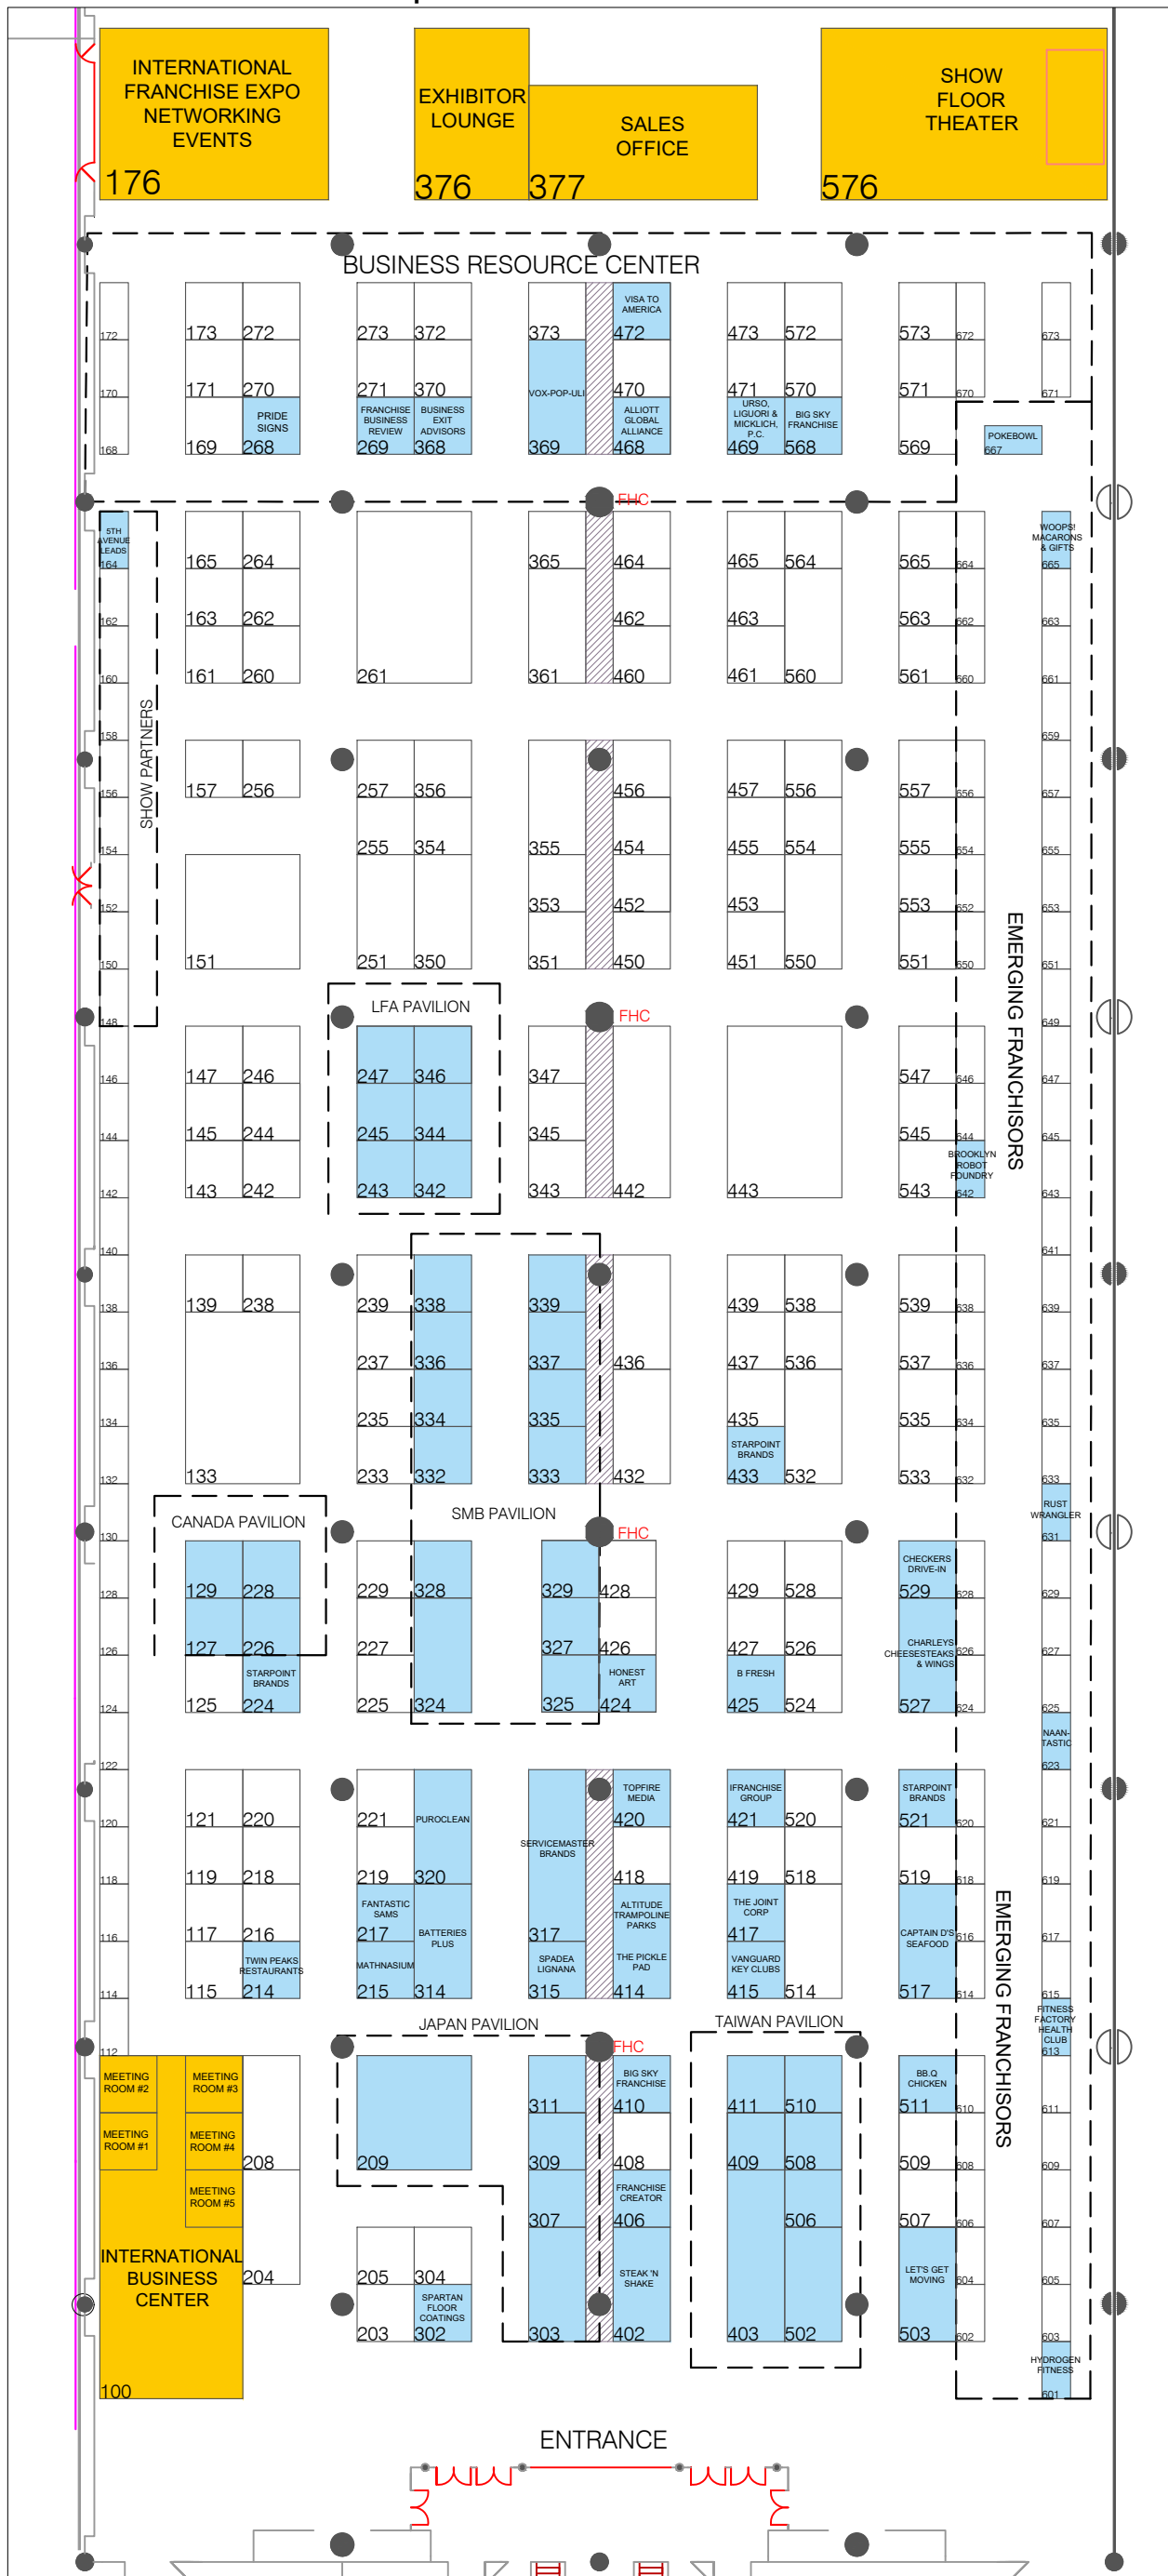 INTERNATIONAL
FRANCHISE EXPO
NETWORKING
EVENTS
176
EXHIBITOR
LOUNGE
376
SALES
OFFICE
377
SHOW
FLOOR
THEATER
576
BUSINESS RESOURCE CENTER
VISA TO
AMERICA
172 173 272 273 372 373 472 473 572 573 672 673
VOX-POP-ULI
170 171 270 271 370 470 471 570 571 670 671
PRIDE
SIGNS
FRANCHISE
BUSINESS
REVIEW
BUSINESS
EXIT
ADVISORS
ALLIOTT
GLOBAL
ALLIANCE
URSO,
LIGUORI &
MICKLICH,
P.C.
BIG SKY
FRANCHISE
POKEBOWL
667
168 169 268 269 368 369 468 469 568 569
FHC
5TH
AVENUE
LEADS
WOOPS!
MACARONS
& GIFTS
164 165 264 365 464 465 564 565 664 665
162 163 262 462 463 563 662 663
160 161 260 261 361 460 461 560 561 660 661
SHOW PARTNERS
158 659
156 157 256 257 356 456 457 556 557 656 657
154 255 354 355 454 455 554 555 654 655
152 353 452 453 553 652 653
150 151 251 350 351 450 451 550 551 650 651
EMERGING FRANCHISORS
LFA PAVILION
FHC
148 649
146 147 246 247 346 347 547 646 647
144 145 244 245 344 345 545 644 645
BROOKLYN
ROBOT
FOUNDRY
142 143 242 243 342 343 442 443 543 642 643
140 641
138 139 238 239 338 339 439 538 539 638 639
136 237 336 337 436 437 536 537 636 637
134 235 334 335 435 535 634 635
STARPOINT
BRANDS
132 133 233 332 333 432 433 532 533 632 633
CANADA PAVILION
SMB PAVILION
FHC
RUST
WRANGLER
130 631
CHECKERS
DRIVE-IN
128 129 228 229 328 329 428 429 528 529 628 629
CHARLEYS
CHEESESTEAKS
& WINGS
126 127 226 227 327 426 427 526 626 627
STARPOINT
BRANDS
HONEST
ART
B FRESH
124 125 224 225 324 325 424 425 524 527 624 625
NAAN-
TASTIC
122 623
PUROCLEAN
SERVICEMASTER
BRANDS
TOPFIRE
MEDIA
IFRANCHISE
GROUP
STARPOINT
BRANDS
120 121 220 221 420 421 520 521 620 621
118 119 218 219 320 418 419 518 519 618 619
FANTASTIC
SAMS
BATTERIES
PLUS
ALTITUDE
TRAMPOLINE
PARKS
THE JOINT
CORP
CAPTAIN D'S
SEAFOOD
116 117 216 217 317 417 616 617
TWIN PEAKS
RESTAURANTS
MATHNASIUM
SPADEA
LIGNANA
THE PICKLE
PAD
VANGUARD
KEY CLUBS
114 115 214 215 314 315 414 415 514 517 614 615
EMERGING FRANCHISORS
JAPAN PAVILION
TAIWAN PAVILION
FHC
FITNESS
FACTORY
HEALTH
CLUB
112 613
MEETING
ROOM #2
MEETING
ROOM #3
BIG SKY
FRANCHISE
BB.Q
CHICKEN
311 410 411 510 511 610 611
MEETING
ROOM #1
MEETING
ROOM #4
208 209 309 408 409 508 509 608 609
MEETING
ROOM #5
FRANCHISE
CREATOR
307 406 506 507 606 607
INTERNATIONAL
BUSINESS
CENTER
STEAK 'N
SHAKE
LET'S GET
MOVING
204 205 304 604 605
SPARTAN
FLOOR
COATINGS
203 302 303 402 403 502 503 602 603
HYDROGEN
FITNESS
100 601
ENTRANCE